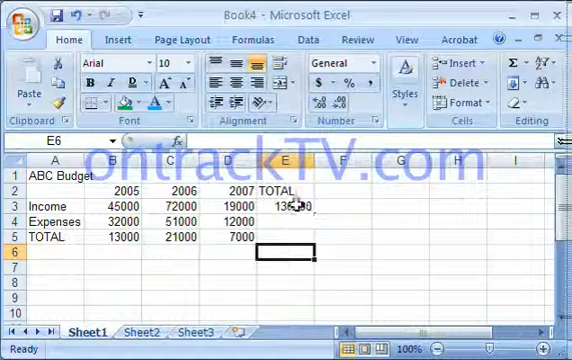 Book4 - Microsoft Excel
Home Insert Page Layout Formulas Data Review View Acrobat
Arial 10 General Insert
Paste B I U $ % , Styles Delete
Format
Clipboard Font Alignment Number Cells Editing
E6 fx
ontrackTV.com
A B C D E F G H I
1 ABC Budget
2 2005 2006 2007 TOTAL
3 Income 45000 72000 19000
4 Expenses 32000 51000 12000
5 TOTAL 13000 21000 7000
6
7
8
9
10
Sheet1 Sheet2 Sheet3
Ready 100%